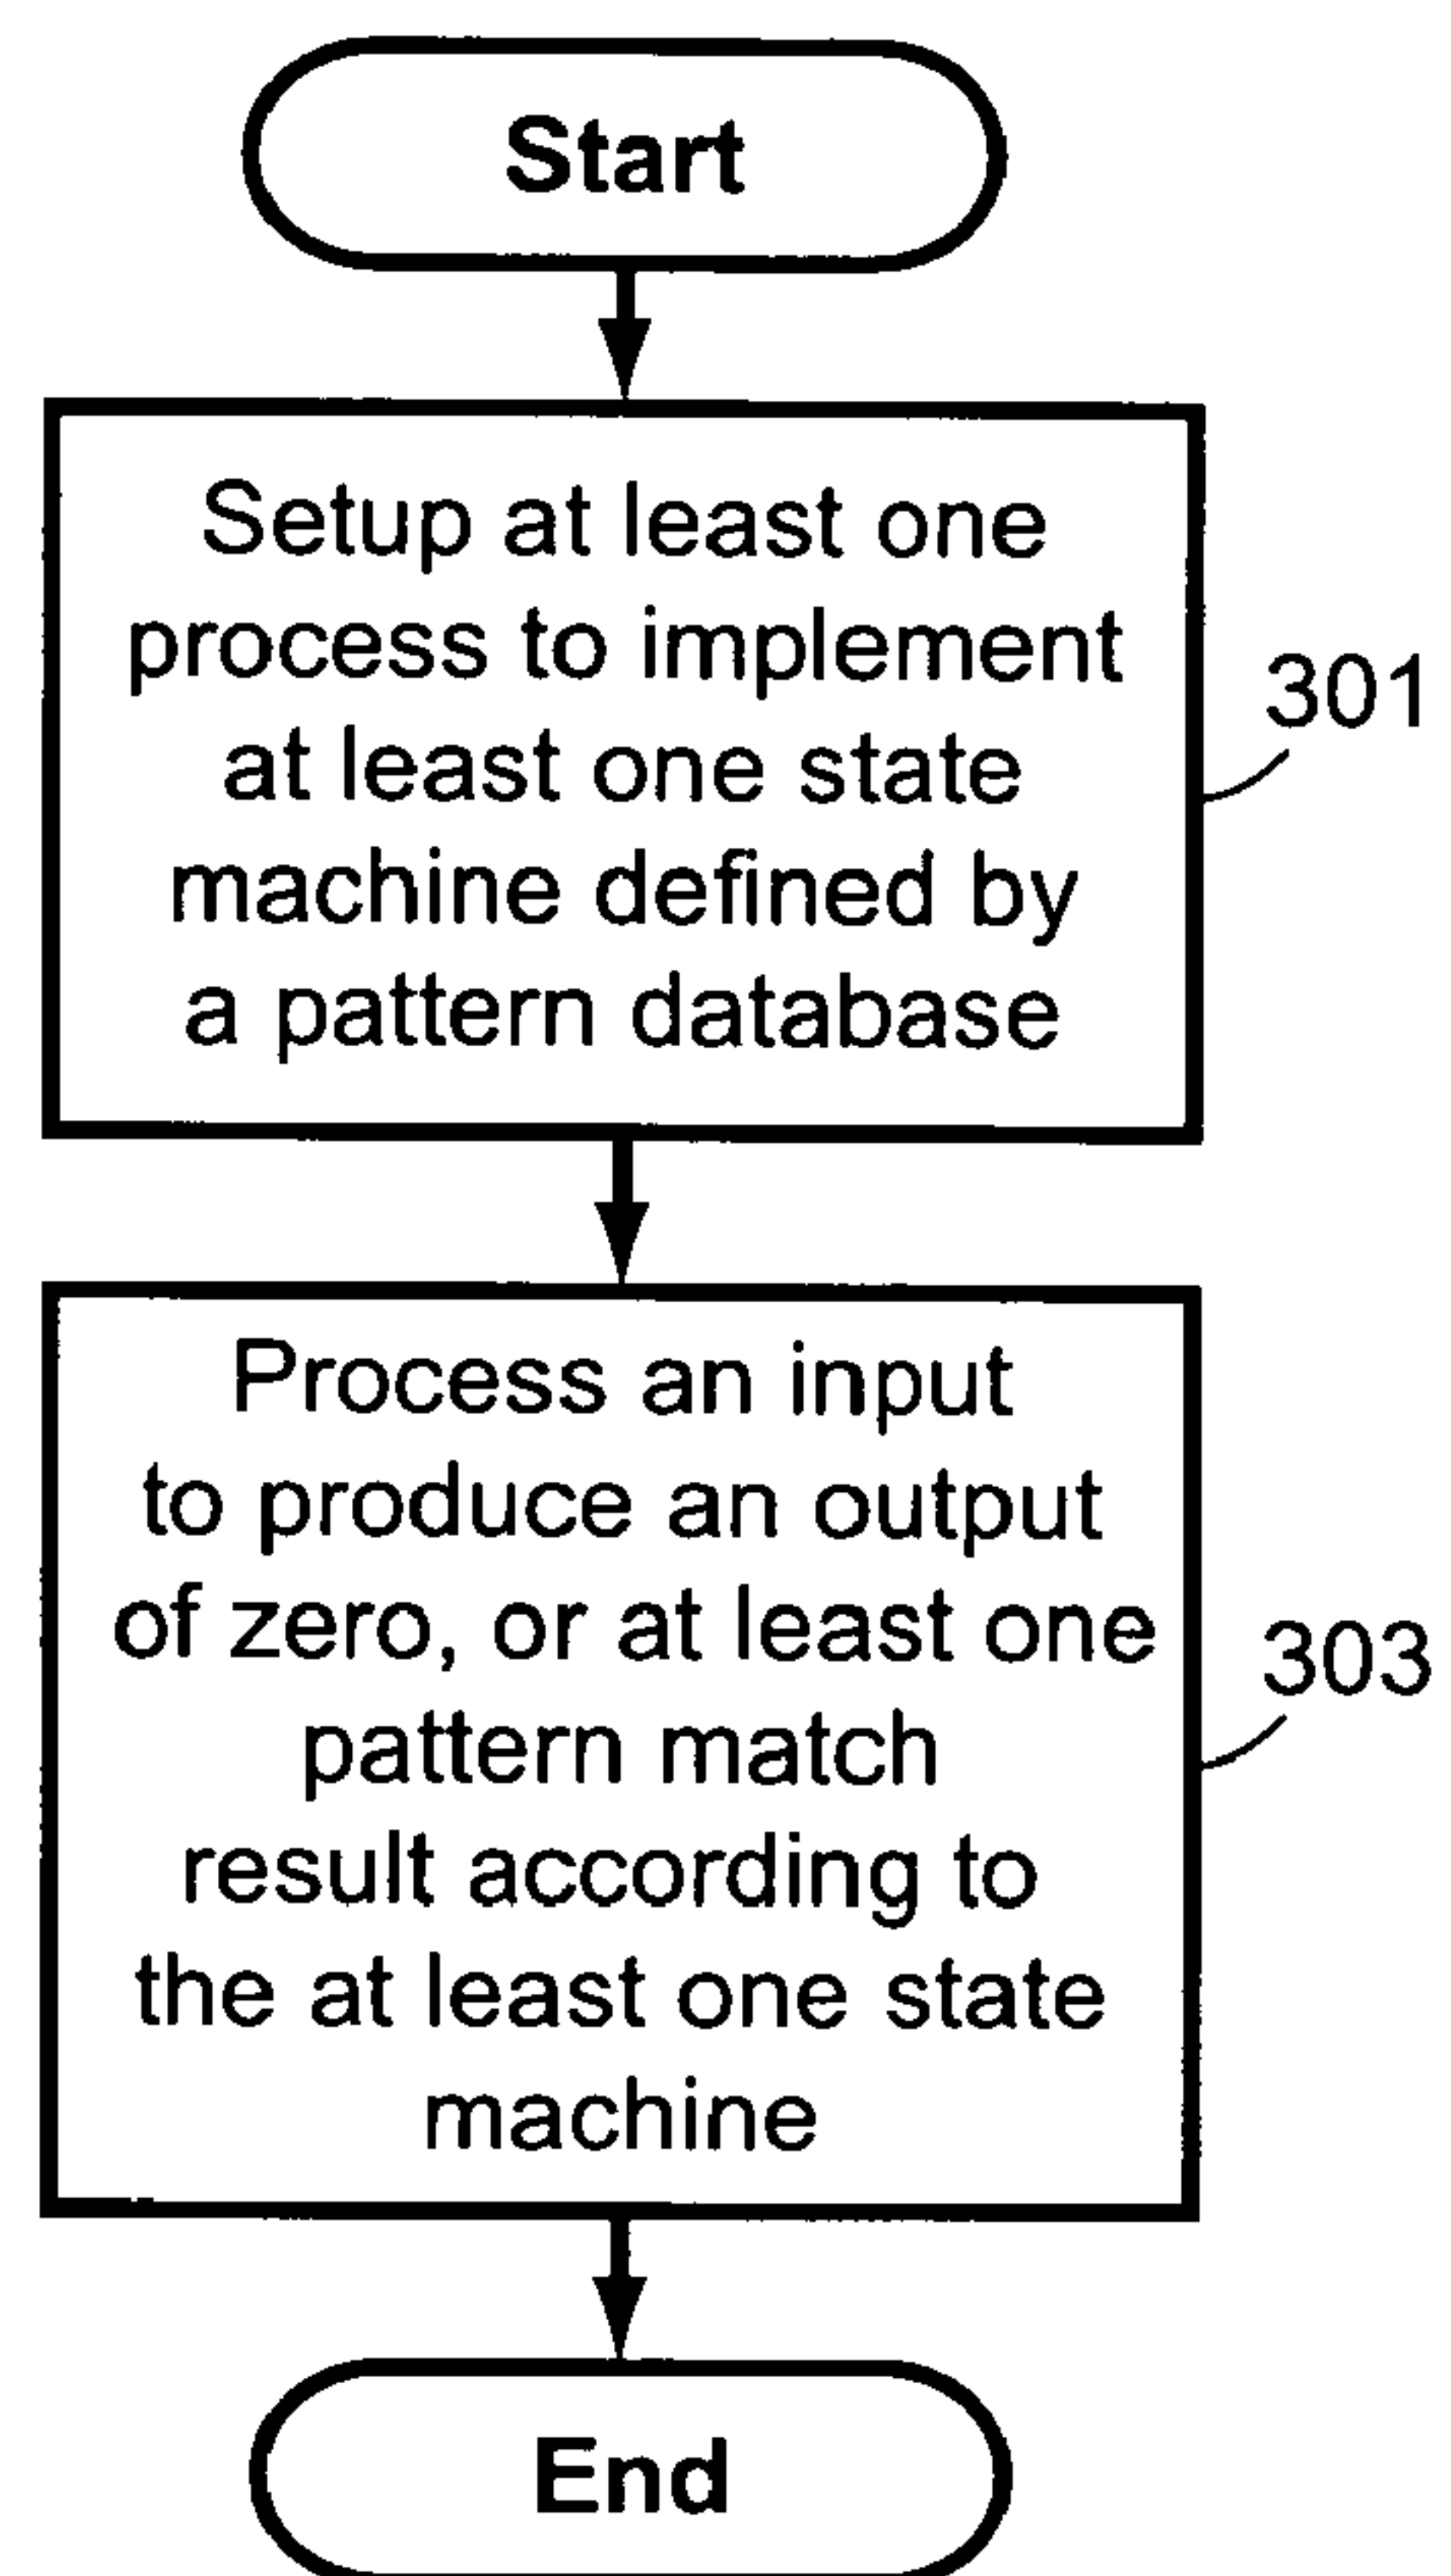 Start
Setup at least one
process to implement
at least one state
machine defined by
a pattern database
301
Process an input
to produce an output
of zero, or at least one
pattern match
result according to
the at least one state
machine
303
End